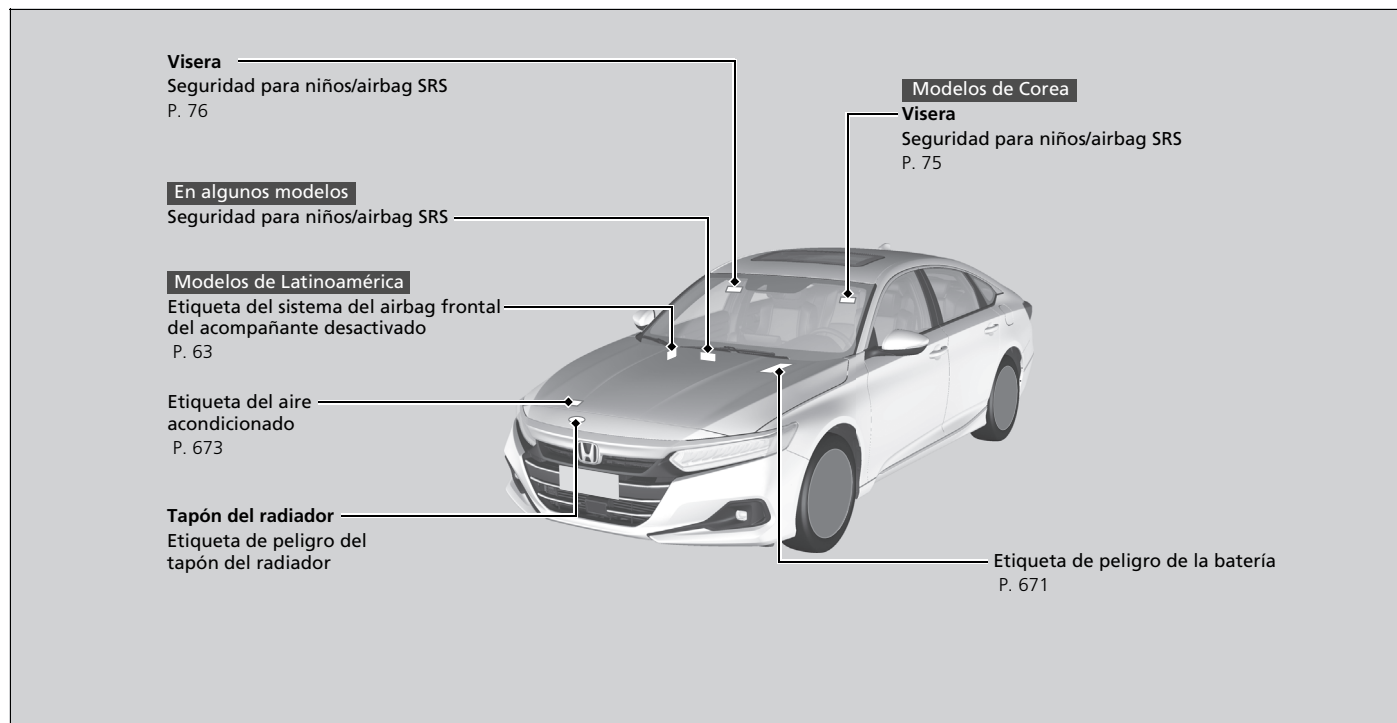 Visera
Seguridad para niños/airbag SRS
P. 76
Modelos de Corea
Visera
Seguridad para niños/airbag SRS
P. 75
En algunos modelos
Seguridad para niños/airbag SRS
Modelos de Latinoamérica
Etiqueta del sistema del airbag frontal
del acompañante desactivado
P. 63
Etiqueta del aire
acondicionado
P. 673
Tapón del radiador
Etiqueta de peligro del
tapón del radiador
Etiqueta de peligro de la batería
P. 671